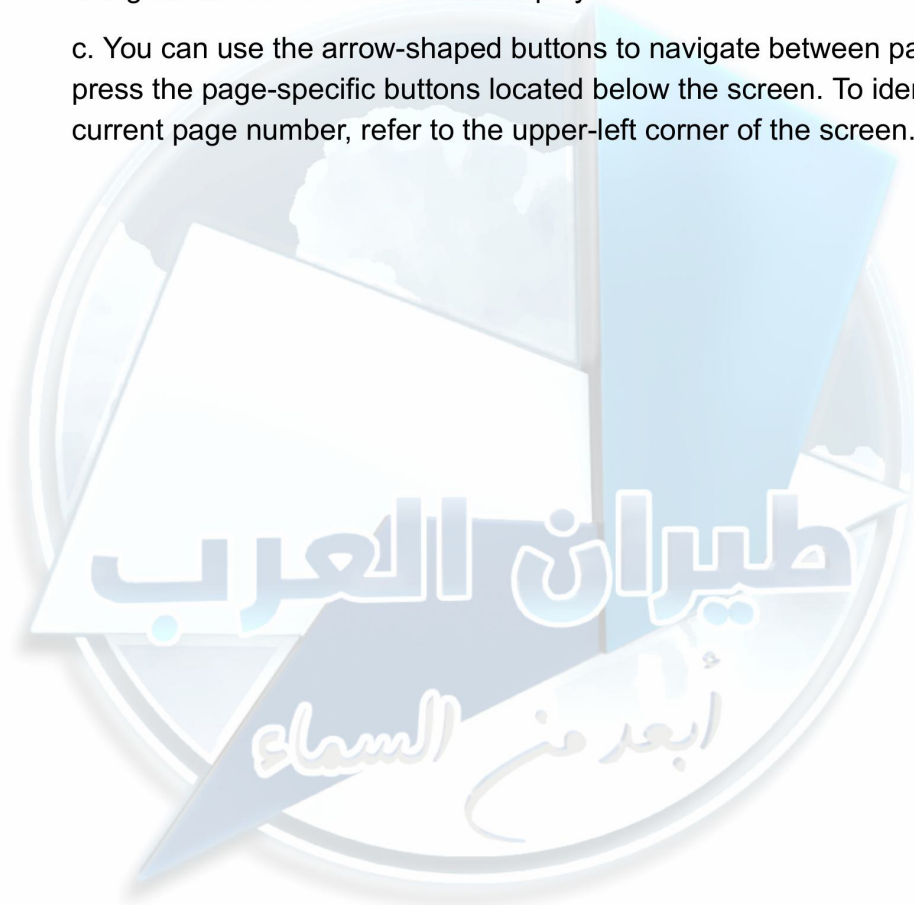 c. You can use the arrow-shaped buttons to navigate between
press the page-specific buttons located below the screen. To
current page number, refer to the upper-left corner of the screen.
طيران العرب
أبعد من السماء